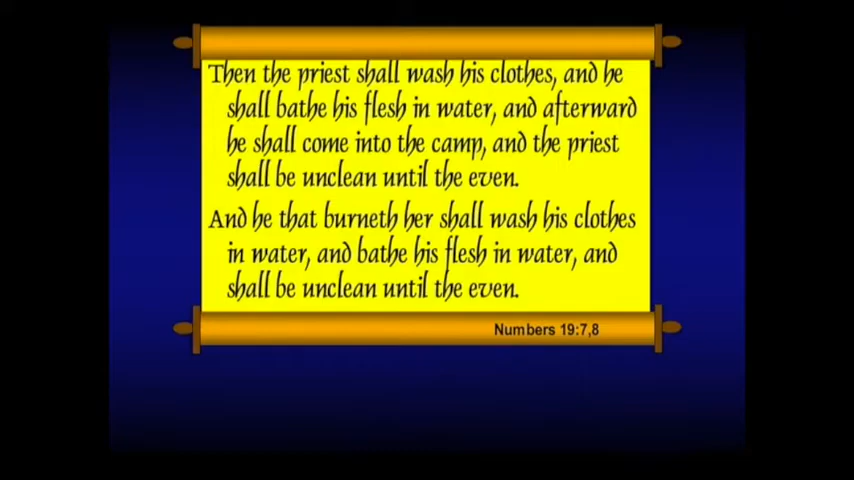 Then the priest shall wash his clothes, and he
shall bathe his flesh in water, and afterward
he shall come into the camp, and the priest
shall be unclean until the even.
And he that burneth her shall wash his clothes
in water, and bathe his flesh in water, and
shall be unclean until the even.
Numbers 19:7,8